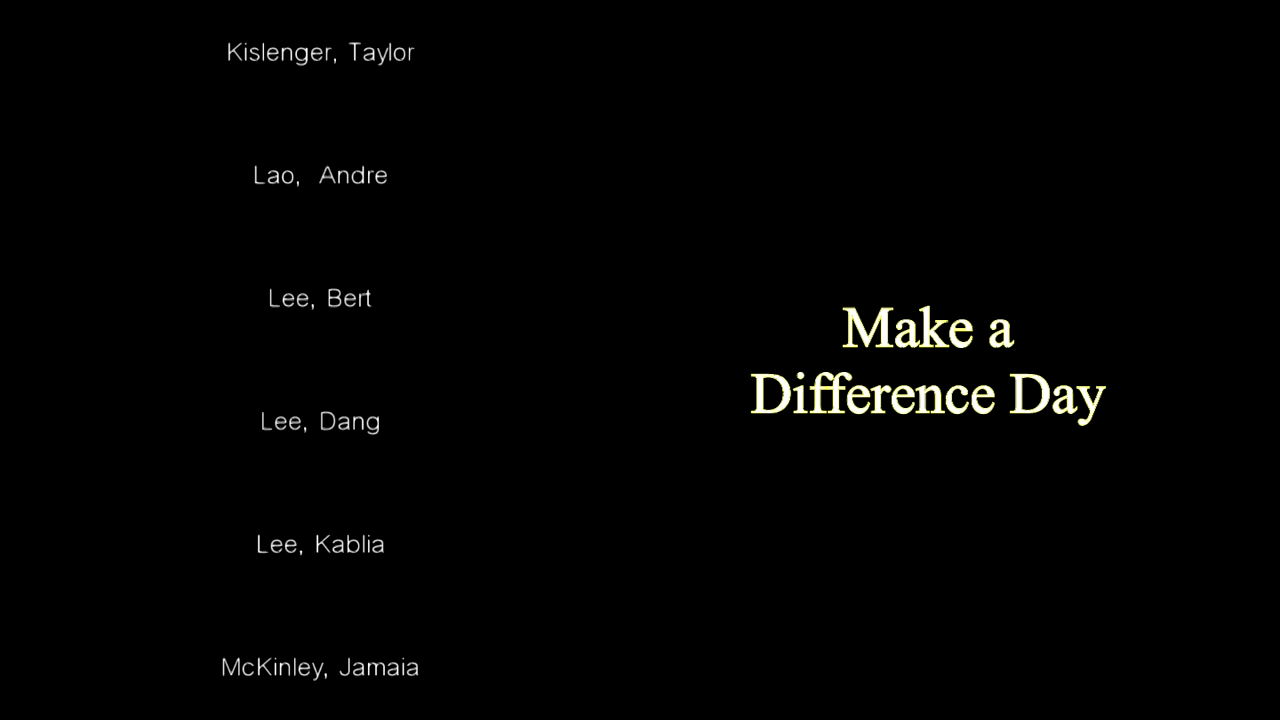 Kislenger, Taylor
Lao, Andre
Lee, Bert
Lee, Dang
Lee, Kablia
McKinley, Jamaia
Make a
Difference Day